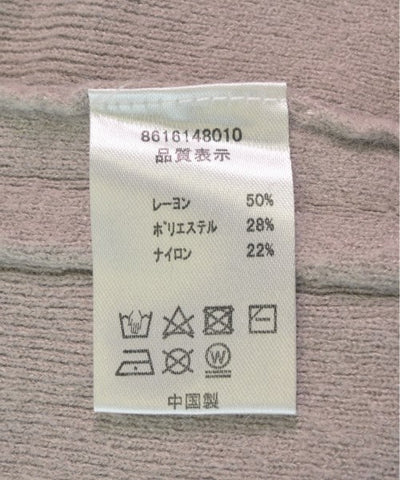 8616148010
品質表示
レーヨン 50%
ポリエステル 28%
ナイロン 22%
W
中国製